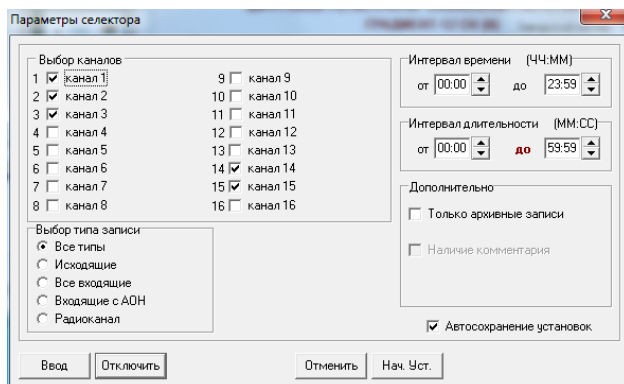 Параметры селектора
Выбор каналов
1 канал 1
2 канал 2
3 канал 3
4 канал 4
5 канал 5
6 канал 6
7 канал 7
8 канал 8
9 канал 9
10 канал 10
11 канал 11
12 канал 12
13 канал 13
14 канал 14
15 канал 15
16 канал 16
Выбор типа записи
Все типы
Исходящие
Все входящие
Входящие с АОН
Радиоканал
Интервал времени (ЧЧ:ММ)
от 00:00 до 23:59
Интервал длительности (ММ:СС)
от 00:00 до 59:59
Дополнительно
Только архивные записи
Наличие комментария
Автосохранение установок
Ввод Отключить Отменить Нач. Уст.